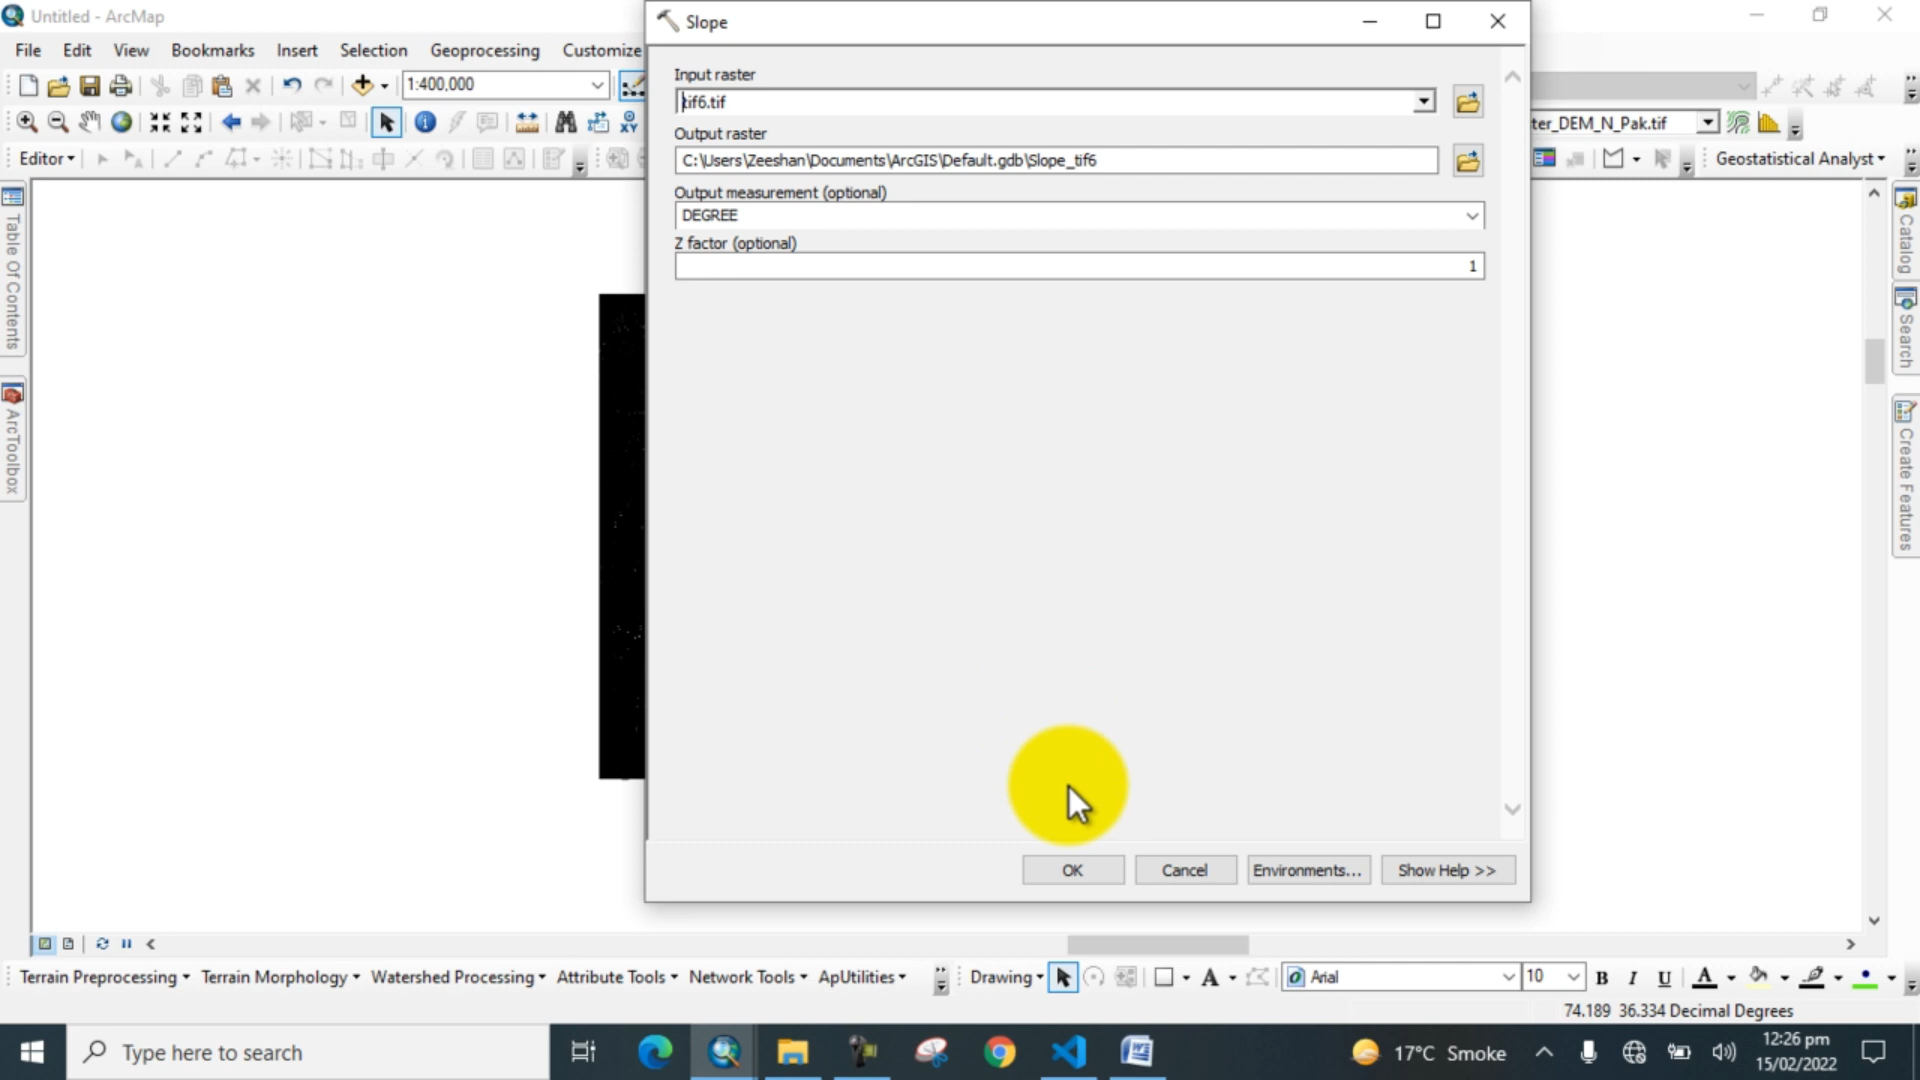 Untitled - ArcMap
File Edit View Bookmarks Insert Selection Geoprocessing Customize
1:400,000
ter_DEM_N_Pak.tif
Editor
Geostatistical Analyst
Table Of Contents
ArcToolbox
Slope
Input raster
tif6.tif
Output raster
C:\Users\Zeeshan\Documents\ArcGIS\Default.gdb\Slope_tif6
Output measurement (optional)
DEGREE
Z factor (optional)
1
OK Cancel Environments... Show Help >>
Catalog
Search
Create Features
Terrain Preprocessing Terrain Morphology Watershed Processing Attribute Tools Network Tools ApUtilities Drawing A Arial 10 B I U A
74.189 36.334 Decimal Degrees
Type here to search
17°C Smoke
12:26 pm
15/02/2022